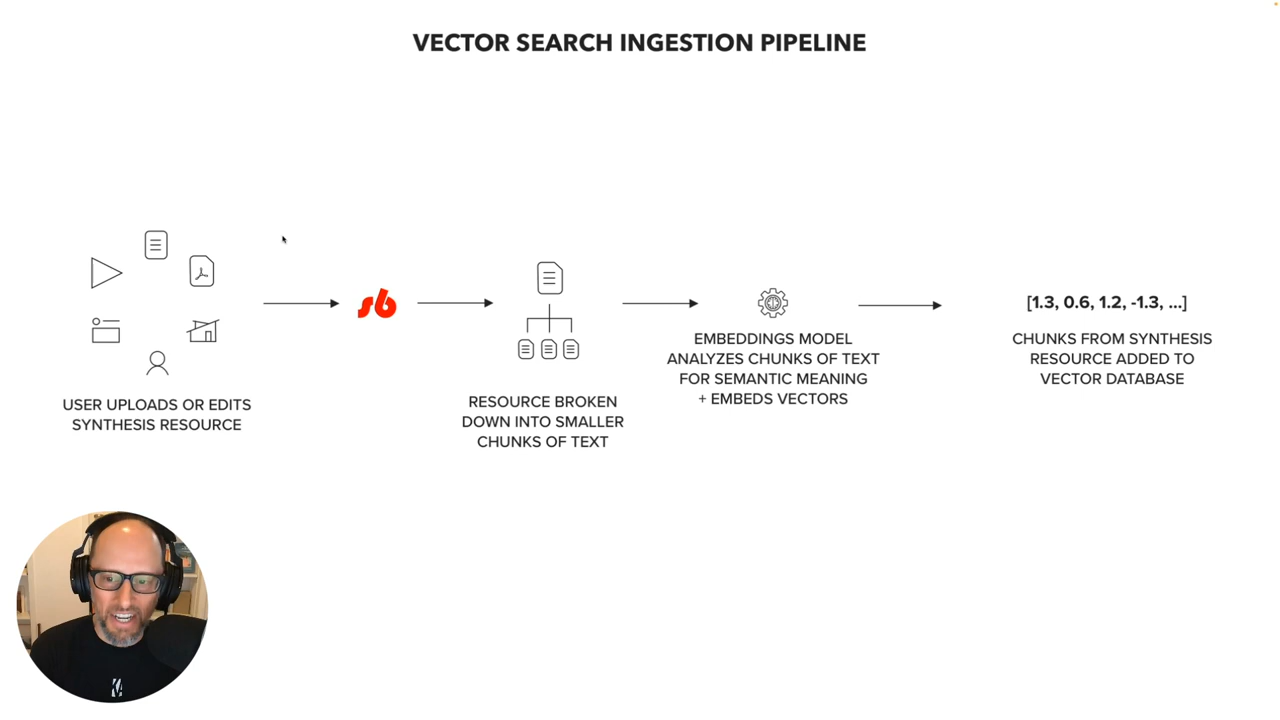 VECTOR SEARCH INGESTION PIPELINE
USER UPLOADS OR EDITS
SYNTHESIS RESOURCE
sb
RESOURCE BROKEN
DOWN INTO SMALLER
CHUNKS OF TEXT
EMBEDDINGS MODEL
ANALYZES CHUNKS OF TEXT
FOR SEMANTIC MEANING
+ EMBEDS VECTORS
[1.3, 0.6, 1.2, -1.3, ...]
CHUNKS FROM SYNTHESIS
RESOURCE ADDED TO
VECTOR DATABASE